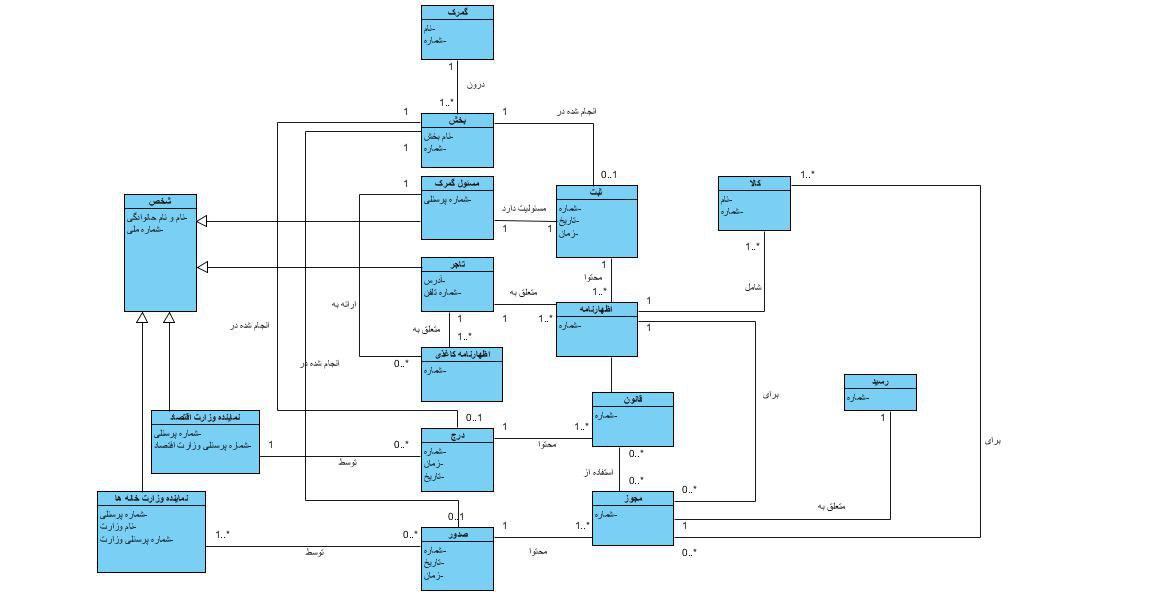 گمرک
-نام
-شماره
1
درون
1..*
1
1
انجام شده در
بخش
-نام بخش
-شماره
1
1
0..1
مسئول گمرک
-شماره پرسنلی
مسئولیت دارد
1
1
ثبت
-شماره
-تاریخ
-زمان
کالا
-نام
-شماره
1..*
1..*
شخص
-نام و نام خانوادگی
-شماره ملی
تاجر
-آدرس
-شماره تلفن
1
محتوا
1..*
متعلق به
1
1..*
شامل
ارائه به
اظهارنامه
-شماره
1
1
1
متعلق به
1..*
انجام شده در
انجام شده در
اظهارنامه کاغذی
-شماره
0..*
رسید
-شماره
1
برای
قانون
-شماره
نماینده وزارت اقتصاد
-شماره پرسنلی
-شماره پرسنلی وزارت اقتصاد
1
توسط
0..*
0..1
درج
-شماره
-زمان
-تاریخ
1
محتوا
1..*
برای
0..*
استفاده از
0..*
نماینده وزارت خانه ها
-شماره پرسنلی
-نام وزارت
-شماره پرسنلی وزارت
مجوز
-شماره
0..*
متعلق به
1
0..*
1..*
توسط
0..*
0..1
صدور
-شماره
-تاریخ
-زمان
1
محتوا
1..*